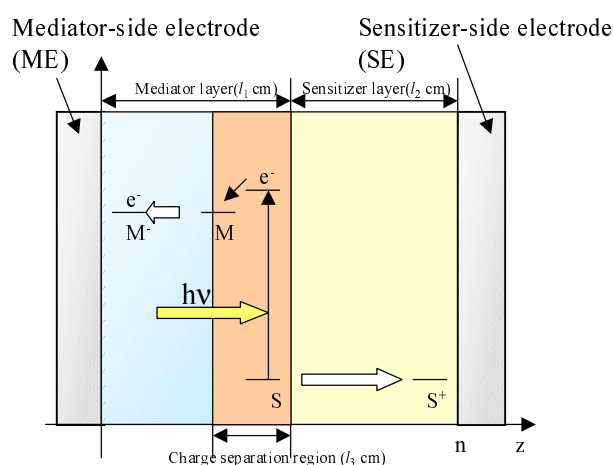 Mediator-side electrode
(ME)
Sensitizer-side electrode
(SE)
Mediator layer(l₁ cm)
Sensitizer layer(l₂ cm)
e⁻
e⁻
M⁻
M
hν
S
S⁺
n
z
Charge separation region (l₃ cm)